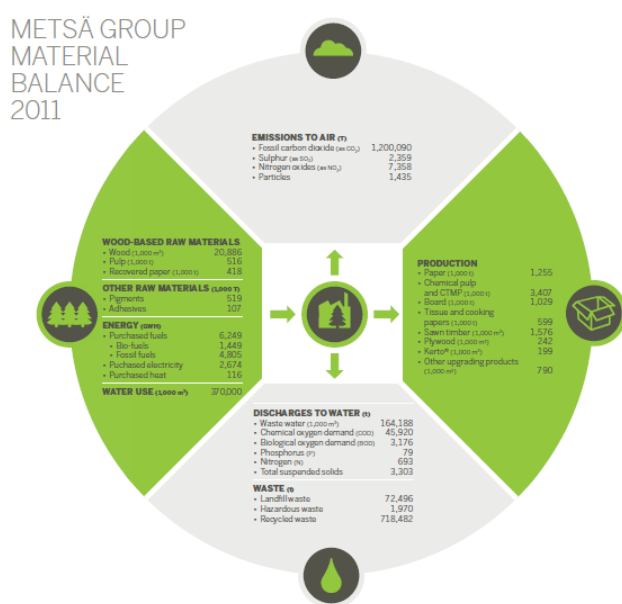 METSÄ GROUP
MATERIAL
BALANCE
2011
EMISSIONS TO AIR (T)
• Fossil carbon dioxide (as CO₂) 1,200,090
• Sulphur (as SO₂) 2,359
• Nitrogen oxides (as NO₂) 7,358
• Particles 1,435
WOOD-BASED RAW MATERIALS
• Wood (1,000 m³) 20,886
• Pulp (1,000 t) 516
• Recovered paper (1,000 t) 418
OTHER RAW MATERIALS (1,000 T)
• Pigments 519
• Adhesives 107
ENERGY (GWH)
• Purchased fuels 6,249
• Bio-fuels 1,449
• Fossil fuels 4,805
• Puchased electricity 2,674
• Purchased heat 116
WATER USE (1,000 m³) 370,000
PRODUCTION
• Paper (1,000 t) 1,255
• Chemical pulp
and CTMP (1,000 t) 3,407
• Board (1,000 t) 1,029
• Tissue and cooking
papers (1,000 t) 599
• Sawn timber (1,000 m³) 1,576
• Plywood (1,000 m³) 242
• Kerto® (1,000 m³) 199
• Other upgrading products
(1,000 m³) 790
DISCHARGES TO WATER (t)
• Waste water (1,000 m³) 164,188
• Chemical oxygen demand (COD) 45,920
• Biological oxygen demand (BOD) 3,176
• Phosphorus (P) 79
• Nitrogen (N) 693
• Total suspended solids 3,303
WASTE (t)
• Landfill waste 72,496
• Hazardous waste 1,970
• Recycled waste 718,482